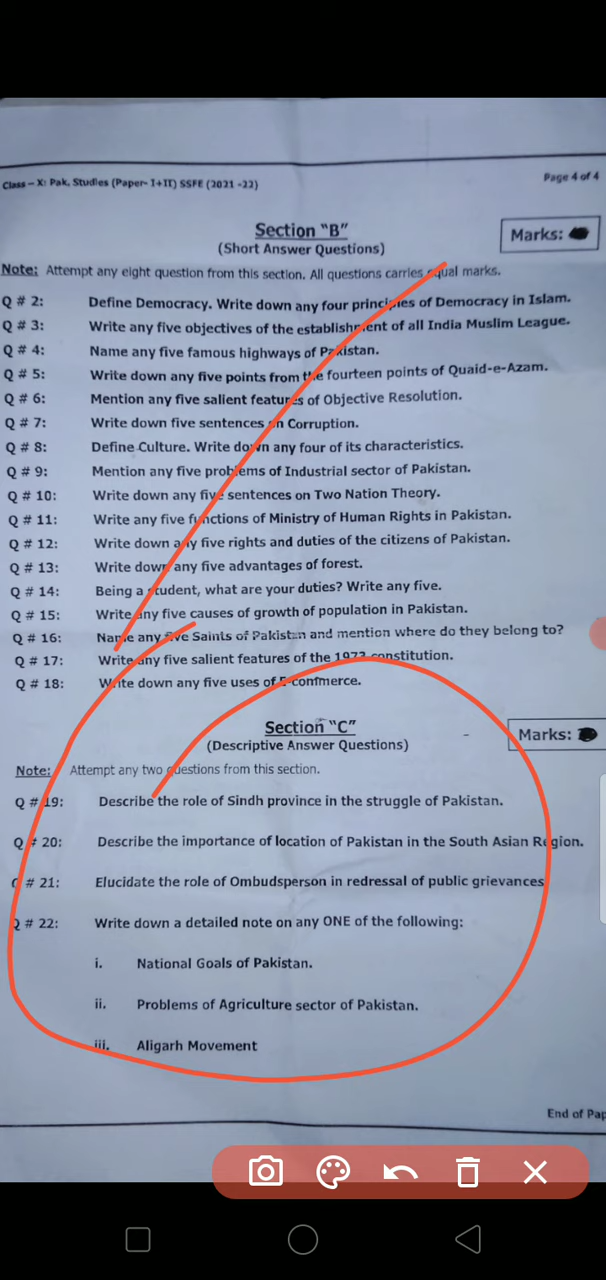 Class – X: Pak. Studies (Paper- I+II) SSFE (2021 -22)
Page 4 of 4
Section "B"
(Short Answer Questions)
Marks:
Note: Attempt any eight question from this section. All questions carries equal marks.
Q # 2: Define Democracy. Write down any four principles of Democracy in Islam.
Q # 3: Write any five objectives of the establishment of all India Muslim League.
Q # 4: Name any five famous highways of Pakistan.
Q # 5: Write down any five points from the fourteen points of Quaid-e-Azam.
Q # 6: Mention any five salient features of Objective Resolution.
Q # 7: Write down five sentences on Corruption.
Q # 8: Define Culture. Write down any four of its characteristics.
Q # 9: Mention any five problems of Industrial sector of Pakistan.
Q # 10: Write down any five sentences on Two Nation Theory.
Q # 11: Write any five functions of Ministry of Human Rights in Pakistan.
Q # 12: Write down any five rights and duties of the citizens of Pakistan.
Q # 13: Write down any five advantages of forest.
Q # 14: Being a student, what are your duties? Write any five.
Q # 15: Write any five causes of growth of population in Pakistan.
Q # 16: Name any five Saints of Pakistan and mention where do they belong to?
Q # 17: Write any five salient features of the 1973 constitution.
Q # 18: Write down any five uses of E-commerce.
Section "C"
(Descriptive Answer Questions)
Marks:
Note: Attempt any two questions from this section.
Q # 19: Describe the role of Sindh province in the struggle of Pakistan.
Q # 20: Describe the importance of location of Pakistan in the South Asian Region.
Q # 21: Elucidate the role of Ombudsperson in redressal of public grievances
Q # 22: Write down a detailed note on any ONE of the following:
i. National Goals of Pakistan.
ii. Problems of Agriculture sector of Pakistan.
iii. Aligarh Movement
End of Pap